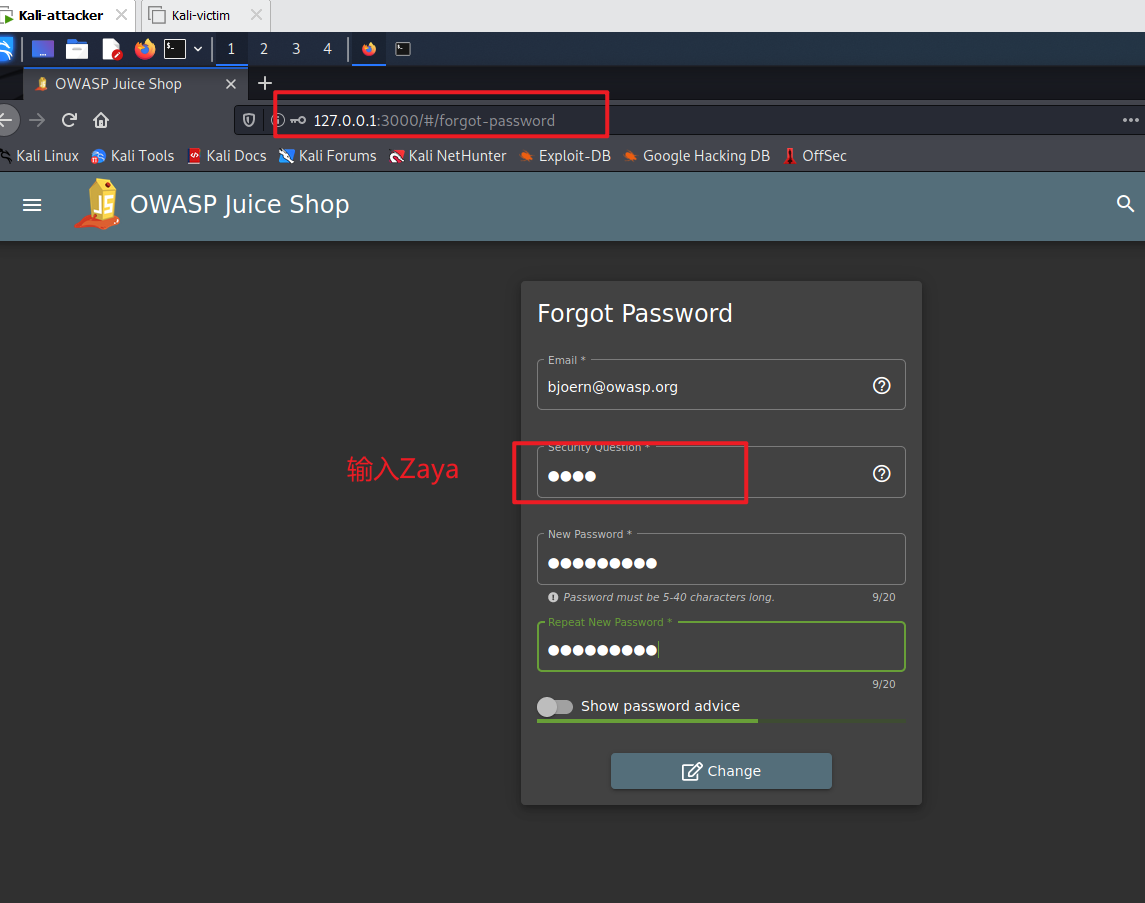 Kali-attacker
Kali-victim
1 2 3 4
OWASP Juice Shop
127.0.0.1:3000/#/forgot-password
Kali Linux Kali Tools Kali Docs Kali Forums Kali NetHunter Exploit-DB Google Hacking DB OffSec
JS
OWASP Juice Shop
Forgot Password
Email *
bjoern@owasp.org
Security Question *
输入Zaya
New Password *
Password must be 5-40 characters long. 9/20
Repeat New Password *
9/20
Show password advice
Change